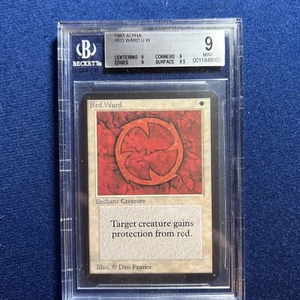 1993 ALPHA
RED WARD U W
CENTERING 9 CORNERS 9
EDGES 9 SURFACE 9.5
9
MINT
BECKETT
Red Ward
Enchant Creature
Target creature gains
protection from red.
Illus. © Dan Frazier